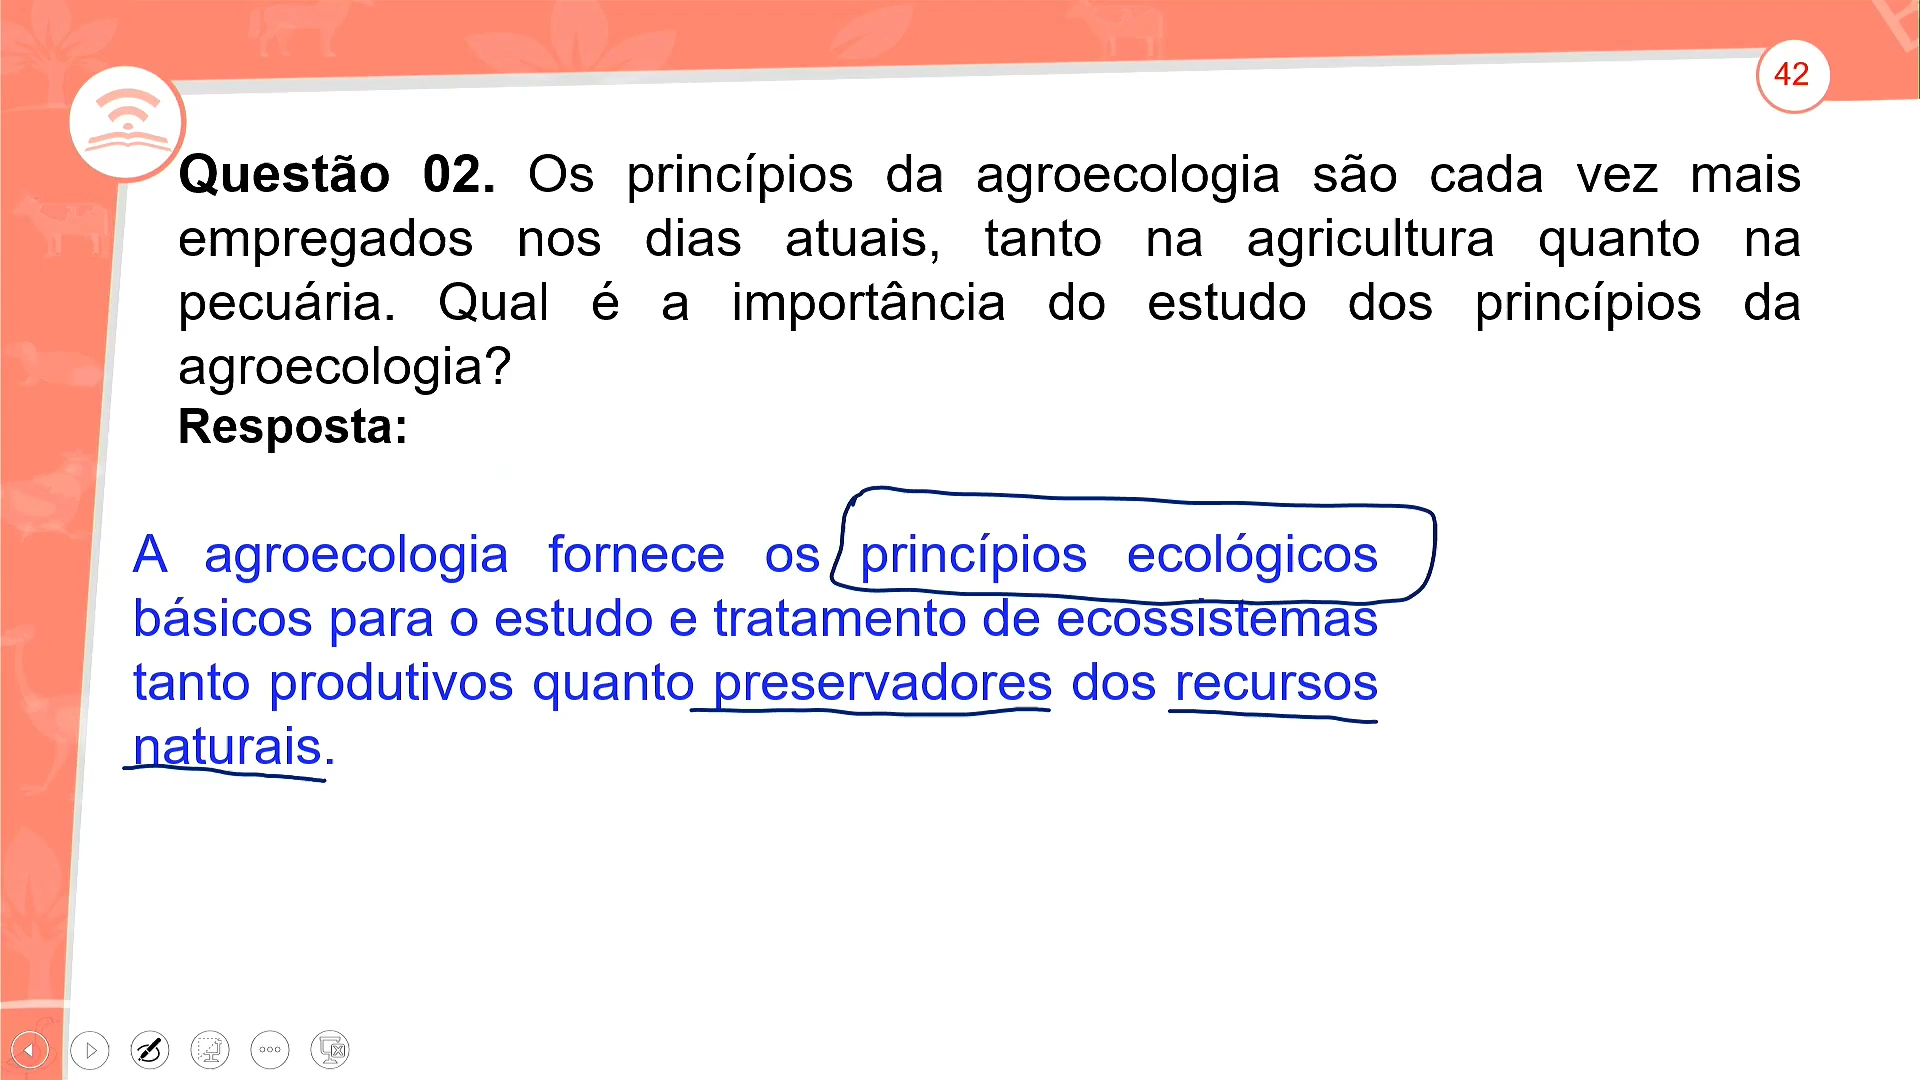 42
Questão 02. Os princípios da agroecologia são cada vez mais
empregados nos dias atuais, tanto na agricultura quanto na
pecuária. Qual é a importância do estudo dos princípios da
agroecologia?
Resposta:
A agroecologia fornece os princípios ecológicos
básicos para o estudo e tratamento de ecossistemas
tanto produtivos quanto preservadores dos recursos
naturais.